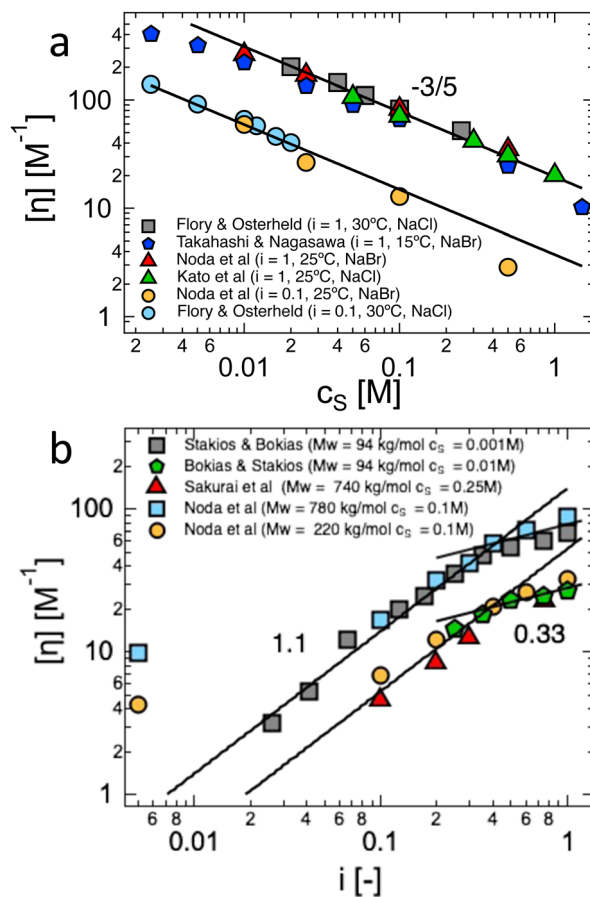 a
4
2
100
6
4
2
10
6
4
2
1
[η] [M⁻¹]
-3/5
Flory & Osterheld (i = 1, 30ºC, NaCl)
Takahashi & Nagasawa (i = 1, 15ºC, NaBr)
Noda et al (i = 1, 25ºC, NaBr)
Kato et al (i = 1, 25ºC, NaCl)
Noda et al (i = 0.1, 25ºC, NaBr)
Flory & Osterheld (i = 0.1, 30ºC, NaCl)
2 4 6 0.01 2 4 6 0.1 2 4 6 1
cS [M]
b
2
100
6
4
2
10
6
4
2
1
[η] [M⁻¹]
Stakios & Bokias (Mw = 94 kg/mol cS = 0.001M)
Bokias & Stakios (Mw = 94 kg/mol cS = 0.01M)
Sakurai et al (Mw = 740 kg/mol cS = 0.25M)
Noda et al (Mw = 780 kg/mol cS = 0.1M)
Noda et al (Mw = 220 kg/mol cS = 0.1M)
1.1
0.33
6 8 0.01 2 4 6 8 0.1 2 4 6 8 1
i [-]